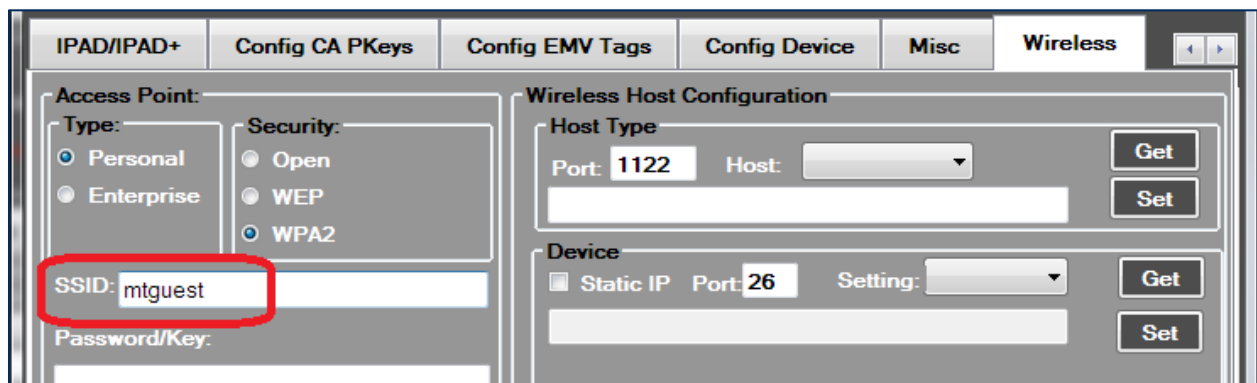 IPAD/IPAD+ Config CA PKeys Config EMV Tags Config Device Misc Wireless
Access Point:
Type:
Personal
Enterprise
Security:
Open
WEP
WPA2
SSID: mtguest
Password/Key:
Wireless Host Configuration
Host Type
Port: 1122 Host: Get
Set
Device
Static IP Port: 26 Setting: Get
Set